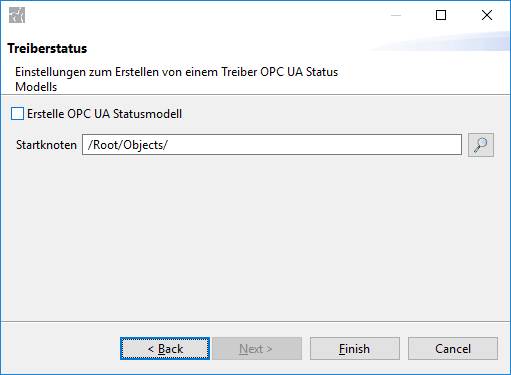 Treiberstatus
Einstellungen zum Erstellen von einem Treiber OPC UA Status
Modells
Erstelle OPC UA Statusmodell
Startknoten /Root/Objects/
< Back Next > Finish Cancel